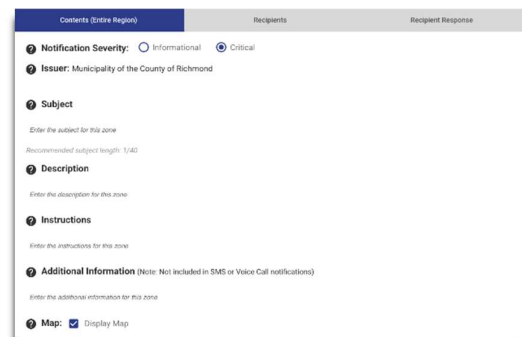 Contents (Entire Region) Recipients Recipient Response
? Notification Severity: Informational Critical
? Issuer: Municipality of the County of Richmond
? Subject
Enter the subject for this zone
Recommended subject length: 1/40
? Description
Enter the description for this zone
? Instructions
Enter the instructions for this zone
? Additional Information (Note: Not included in SMS or Voice Call notifications)
Enter the additional information for this zone
? Map: Display Map